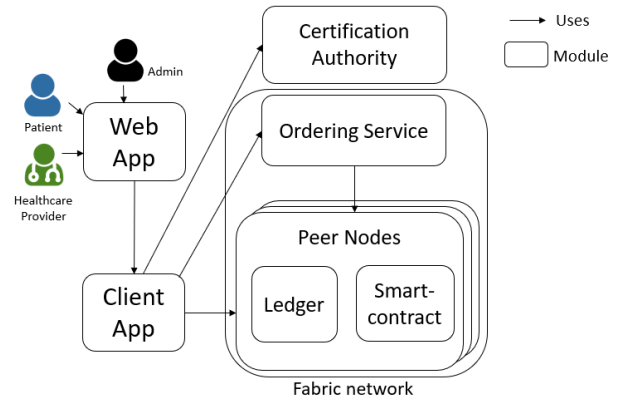 Certification
Authority
Uses
Module
Admin
Patient
Web
App
Ordering Service
Healthcare
Provider
Peer Nodes
Client
App
Ledger
Smart-
contract
Fabric network